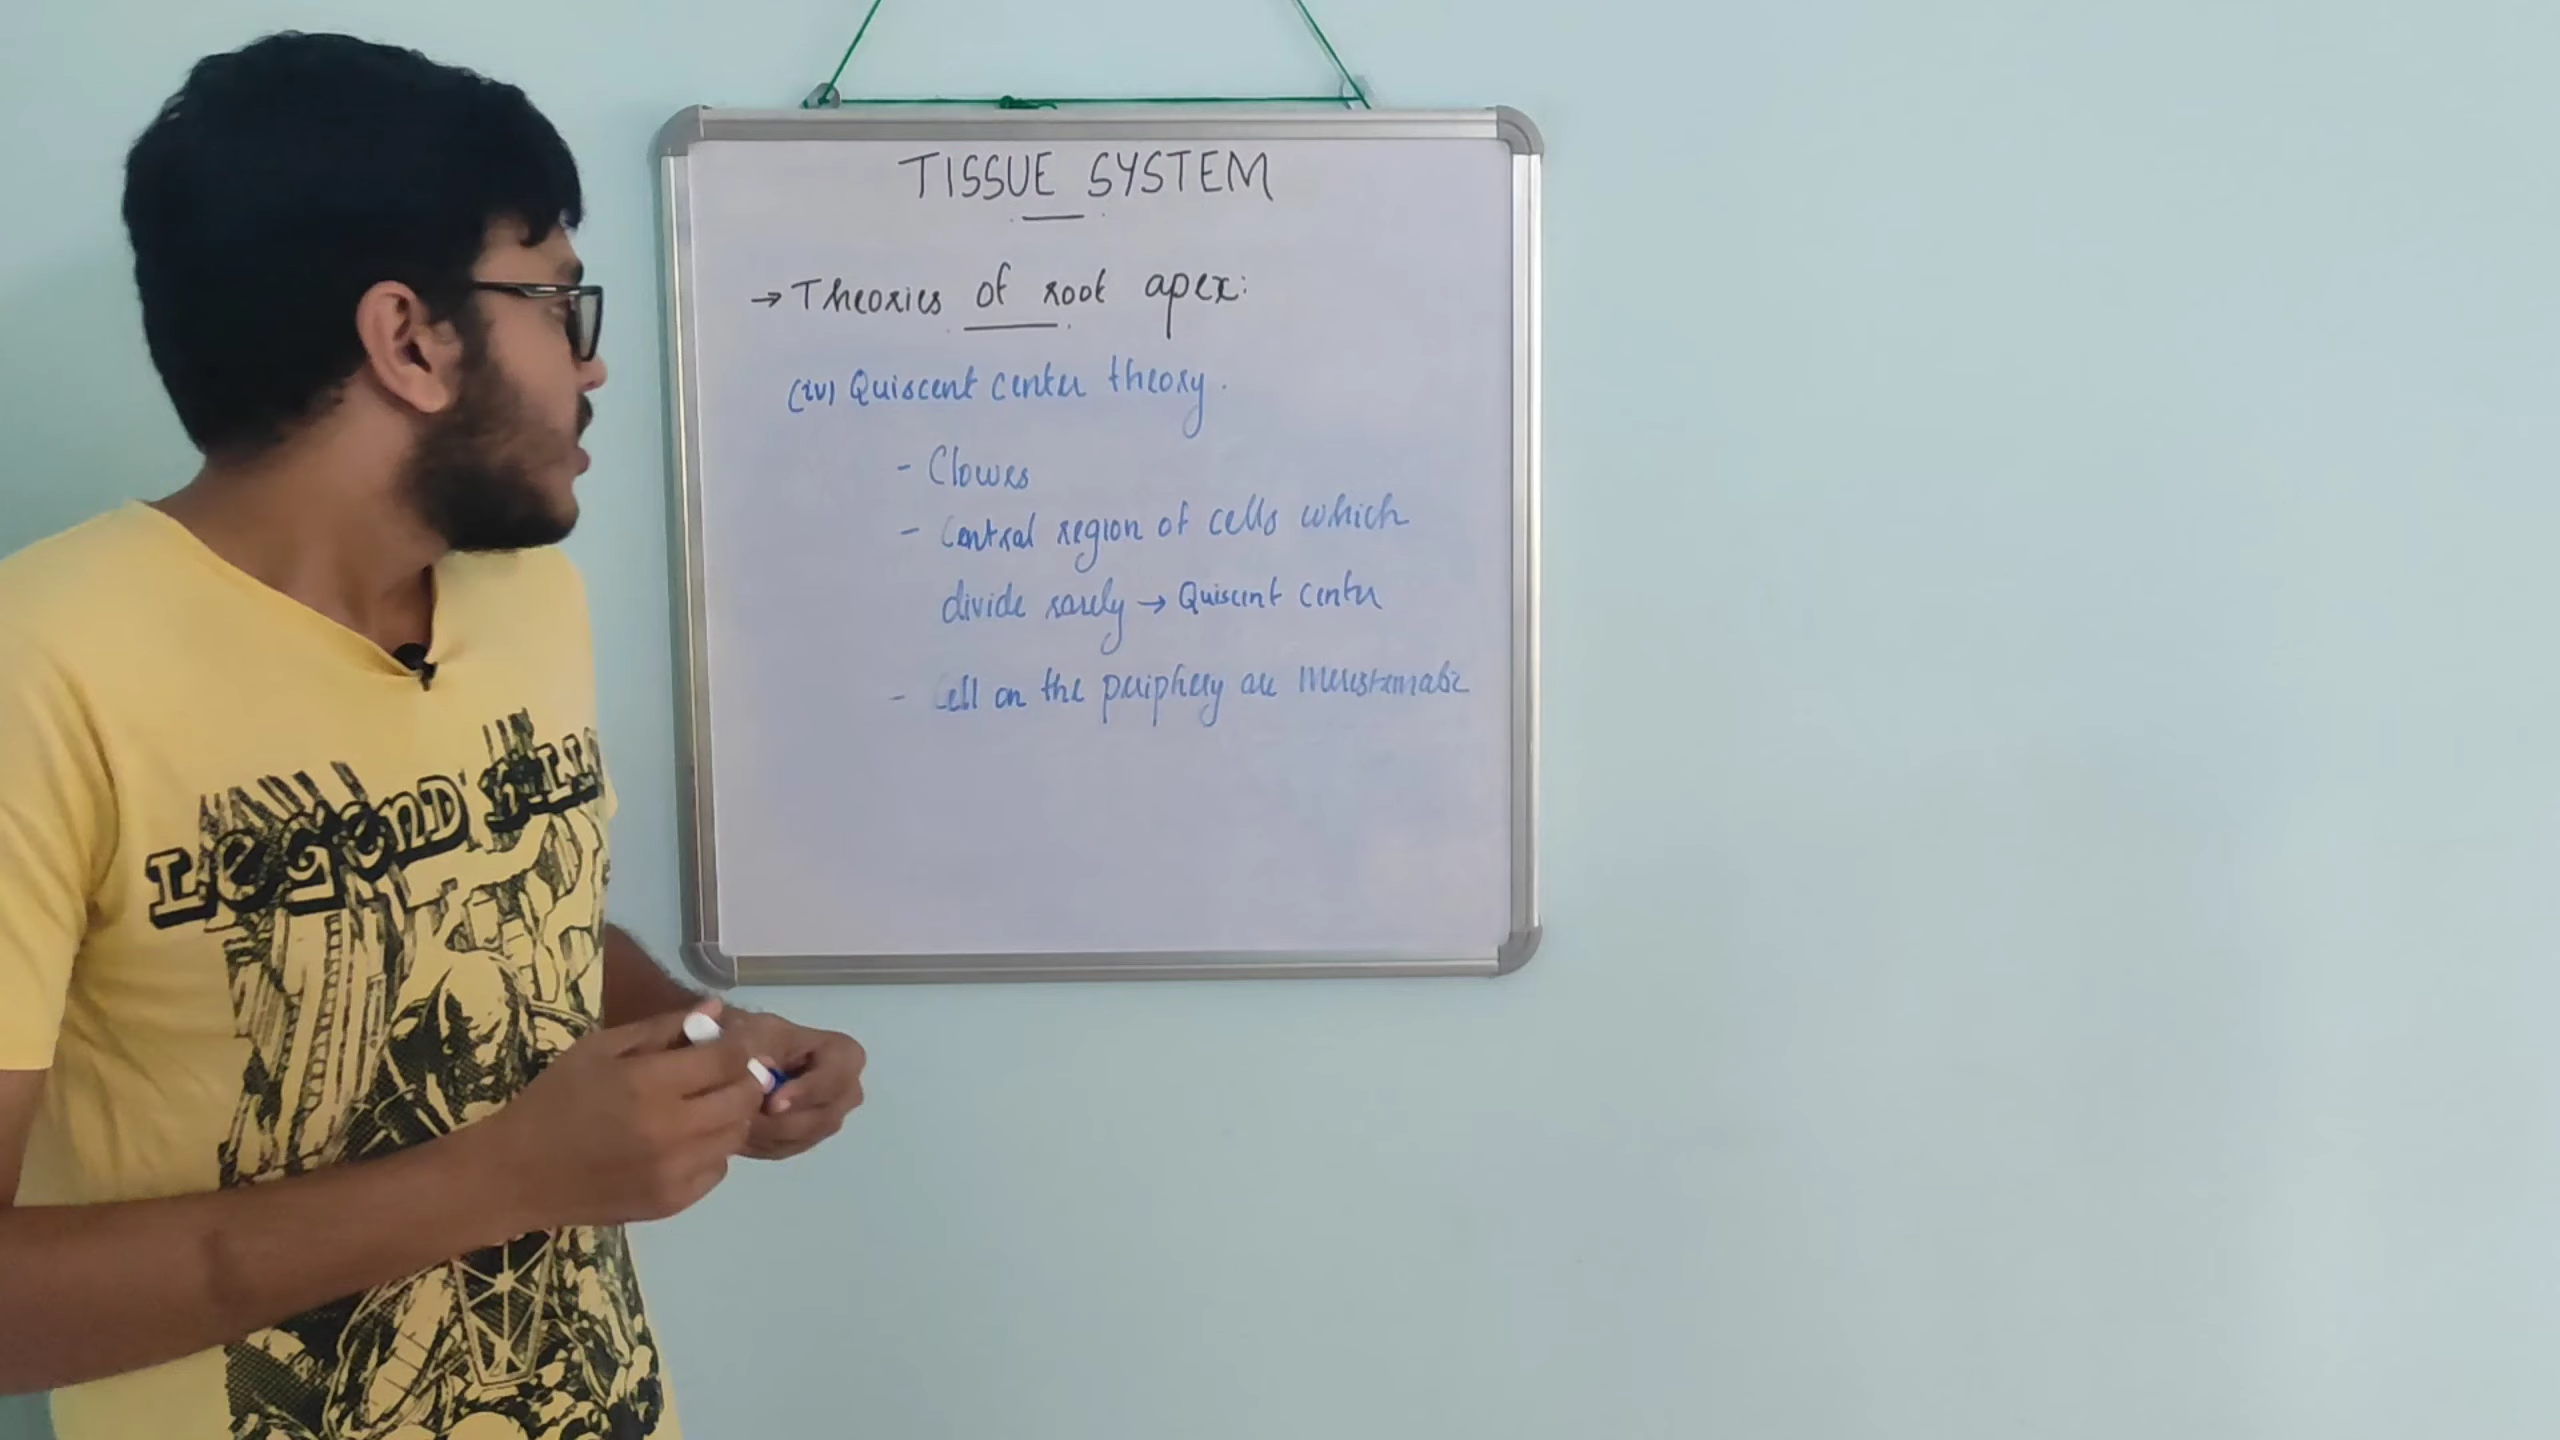 TISSUE SYSTEM
→ Theories of root apex:
(iv) Quiscent center theory.
- Clowes
- Central region of cells which
divide rarely → Quiscent center
- Cell on the periphery are meristematic
LEGEND